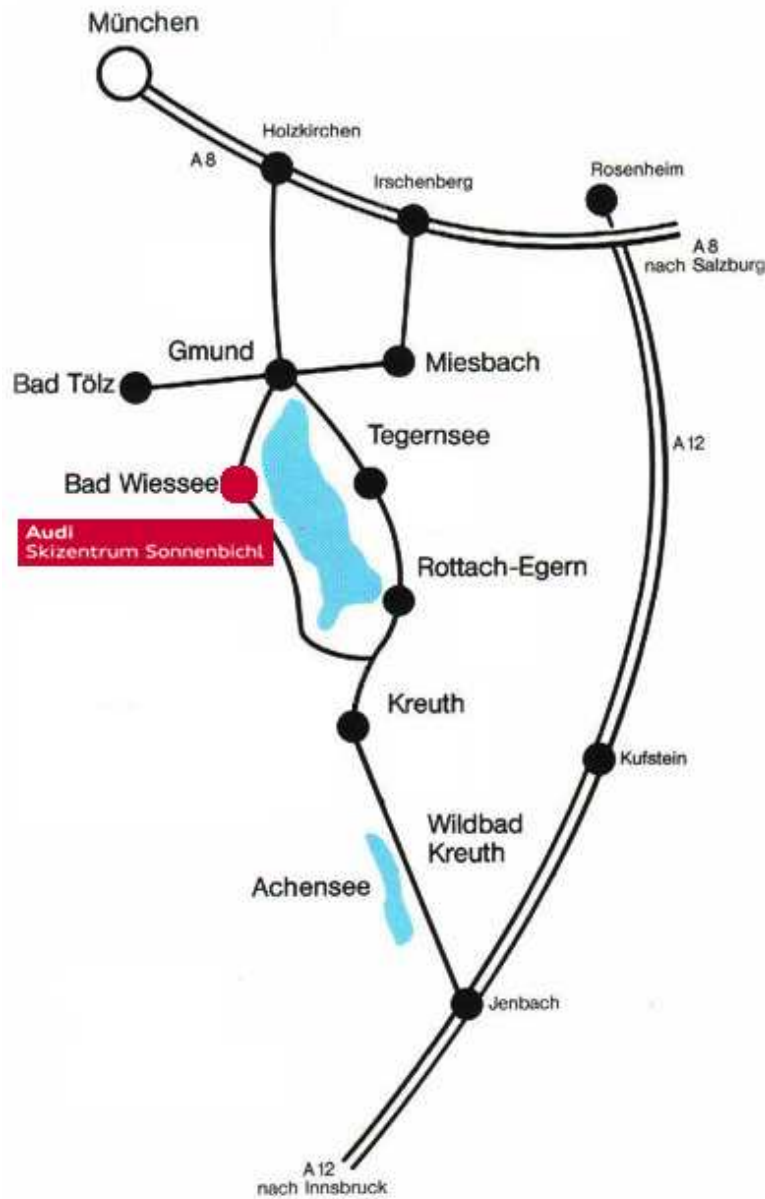 München
Holzkirchen
A 8
Irschenberg
Rosenheim
A 8
nach Salzburg
Gmund
Miesbach
Bad Tölz
Tegernsee
A 12
Bad Wiessee
Audi
Skizentrum Sonnenbichl
Rottach-Egern
Kreuth
Kufstein
Wildbad
Kreuth
Achensee
Jenbach
A 12
nach Innsbruck